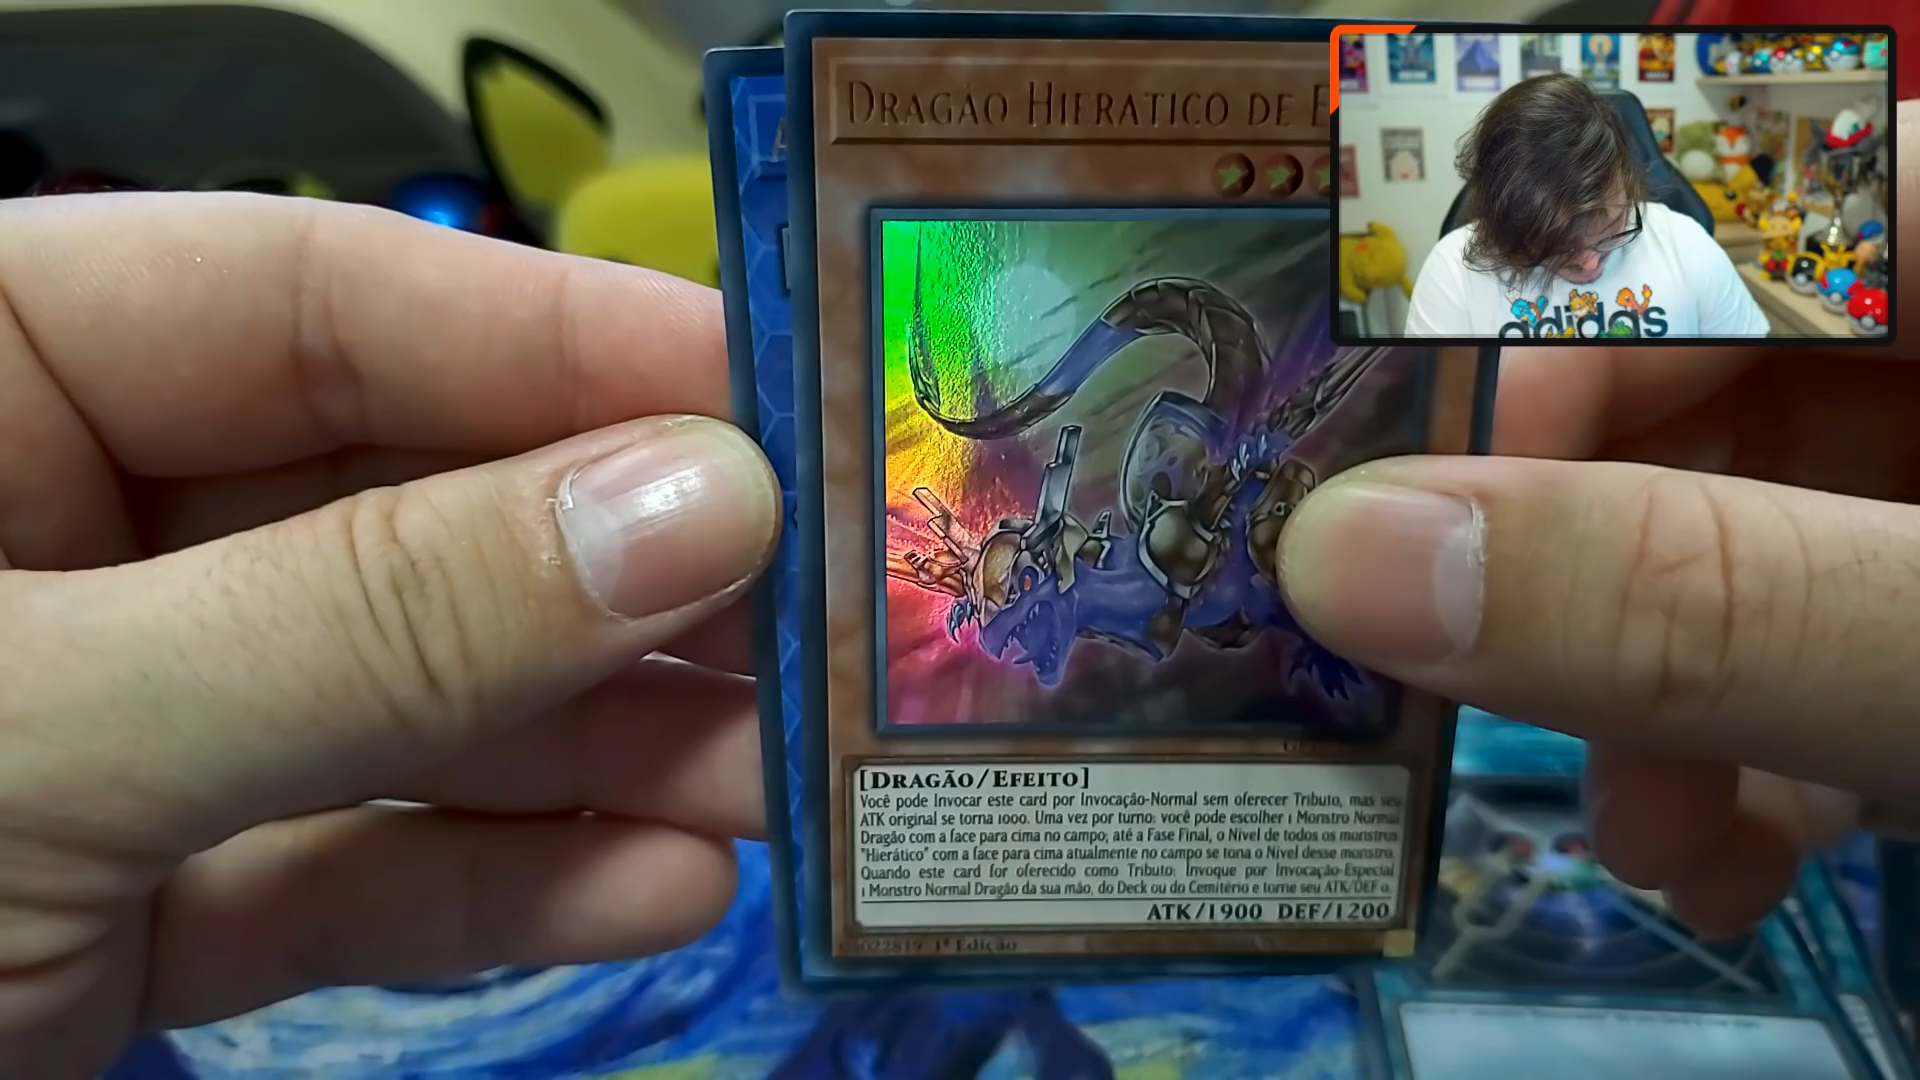 DRAGÃO HIERATICO DE
adidas
[DRAGÃO/EFEITO]
Você pode Invocar este card por Invocação-Normal sem oferecer Tributo, mas seu
ATK original se torna 1000. Uma vez por turno: você pode escolher 1 Monstro Normal
Dragão com a face para cima no campo; até a Fase Final, o Nível de todos os monstros
"Hierático" com a face para cima atualmente no campo se tona o Nível desse monstro.
Quando este card for oferecido como Tributo: Invoque por Invocação-Especial
1 Monstro Normal Dragão da sua mão, do Deck ou do Cemitério e torne seu ATK/DEF 0.
ATK/1900 DEF/1200
1ª Edição